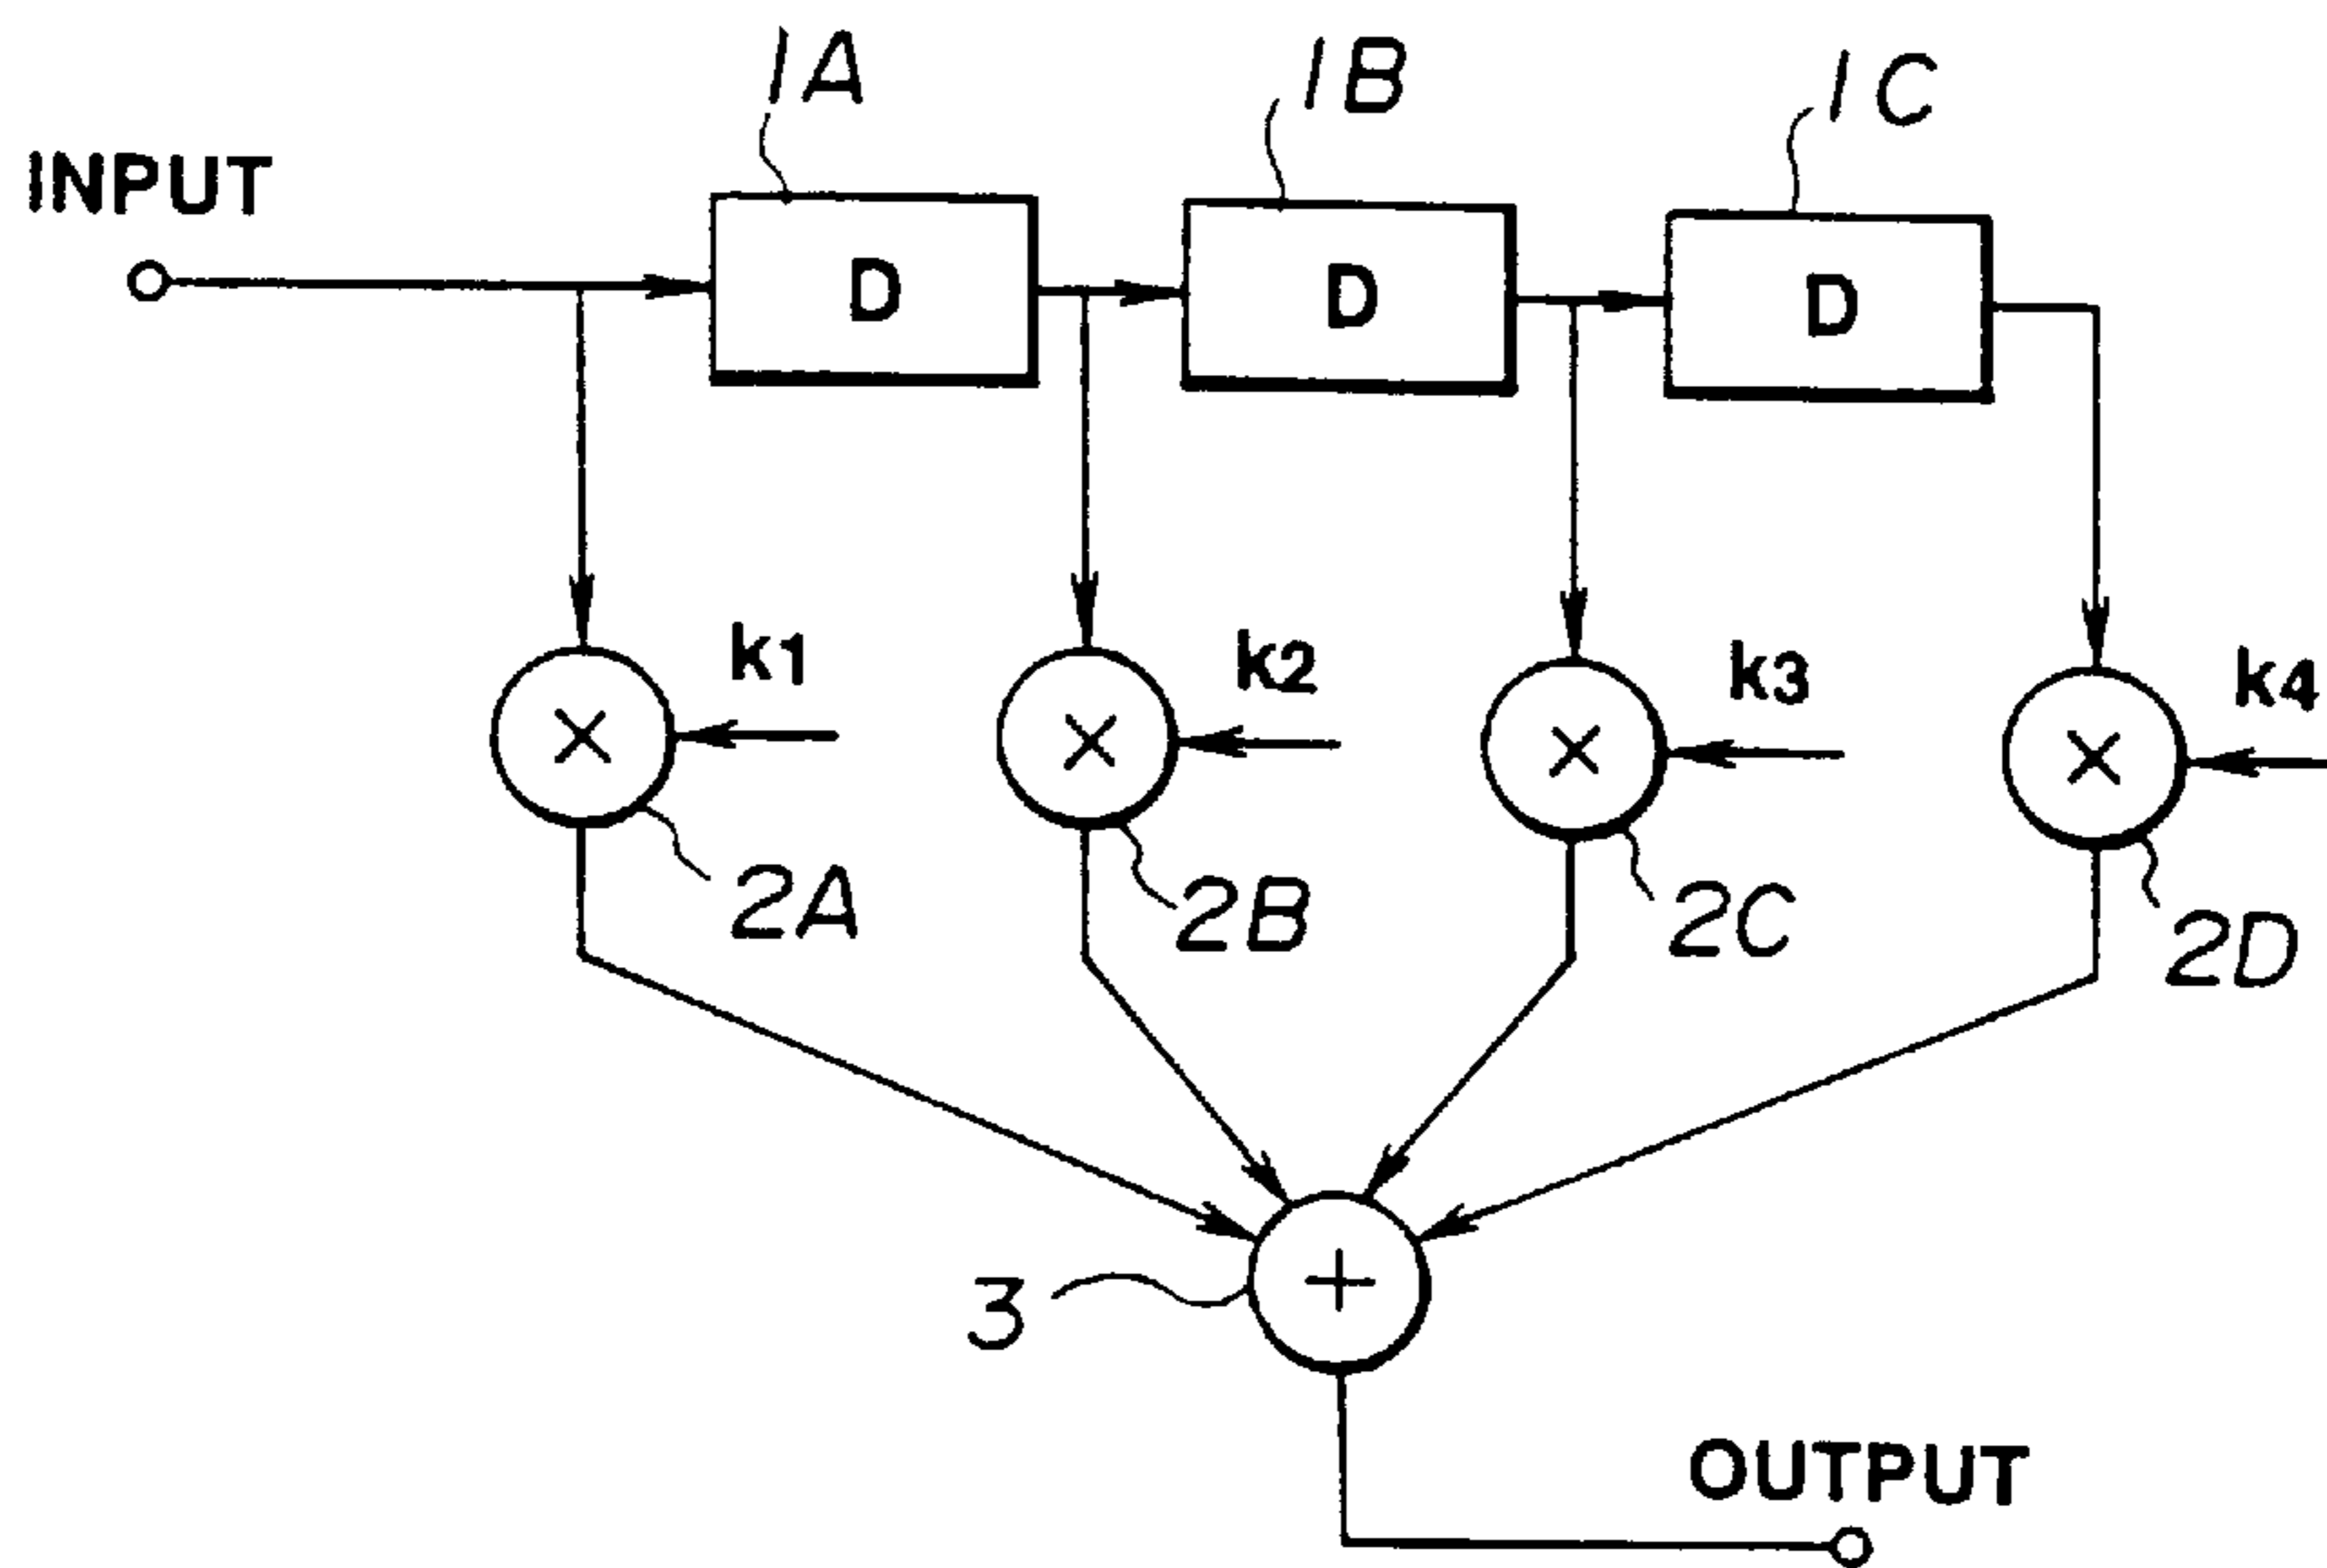 1A
1B
1C
INPUT
D
D
D
k1
k2
k3
k4
×
×
×
×
2A
2B
2C
2D
3
+
OUTPUT